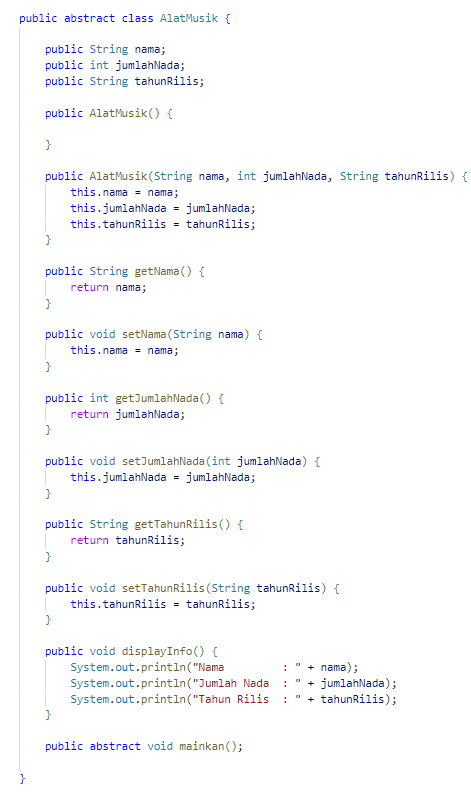 public abstract class AlatMusik {
public String nama;
public int jumlahNada;
public String tahunRilis;
public AlatMusik() {
}
public AlatMusik(String nama, int jumlahNada, String tahunRilis) {
this.nama = nama;
this.jumlahNada = jumlahNada;
this.tahunRilis = tahunRilis;
}
public String getNama() {
return nama;
}
public void setNama(String nama) {
this.nama = nama;
}
public int getJumlahNada() {
return jumlahNada;
}
public void setJumlahNada(int jumlahNada) {
this.jumlahNada = jumlahNada;
}
public String getTahunRilis() {
return tahunRilis;
}
public void setTahunRilis(String tahunRilis) {
this.tahunRilis = tahunRilis;
}
public void displayInfo() {
System.out.println("Nama         : " + nama);
System.out.println("Jumlah Nada  : " + jumlahNada);
System.out.println("Tahun Rilis  : " + tahunRilis);
}
public abstract void mainkan();
}